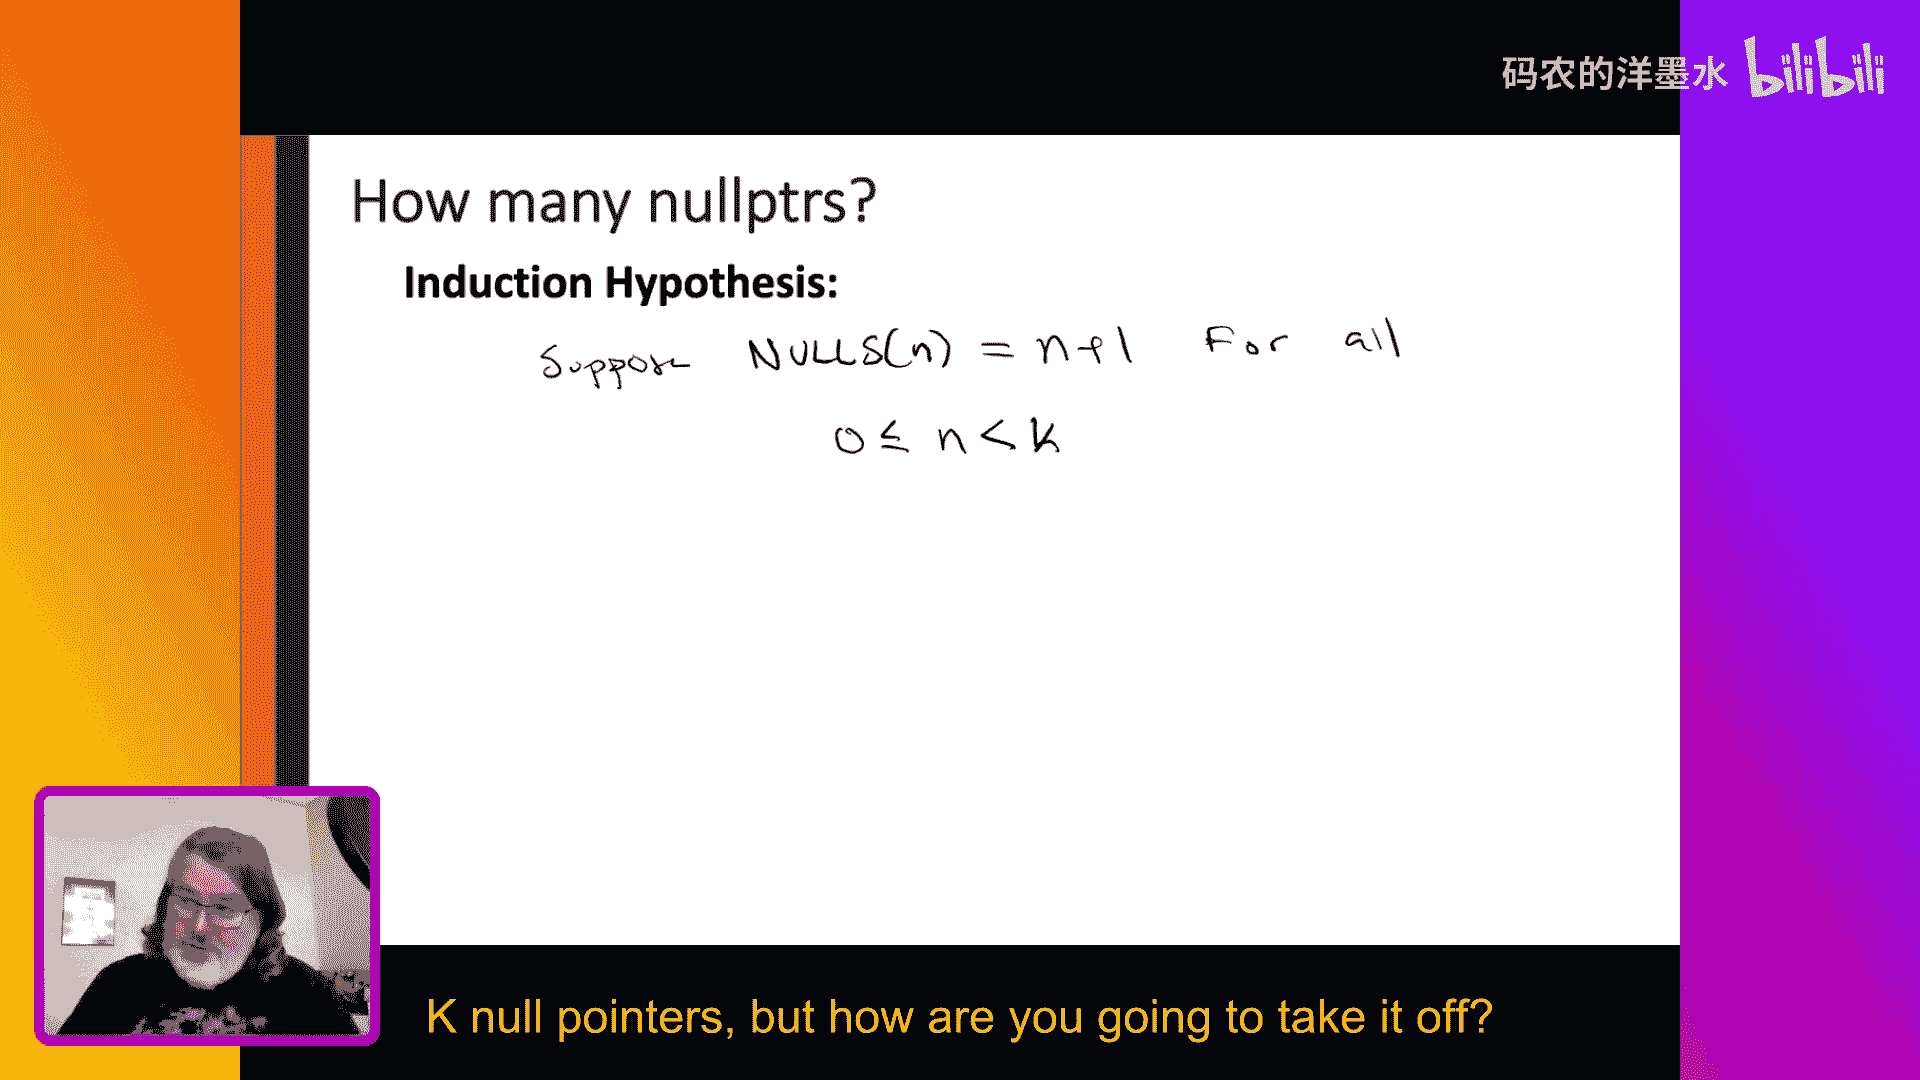 码农的洋墨水 bilibili
How many nullptrs?
Induction Hypothesis:
Suppose NULLS(n) = n+1 For all
0 ≤ n < k
K null pointers, but how are you going to take it off?